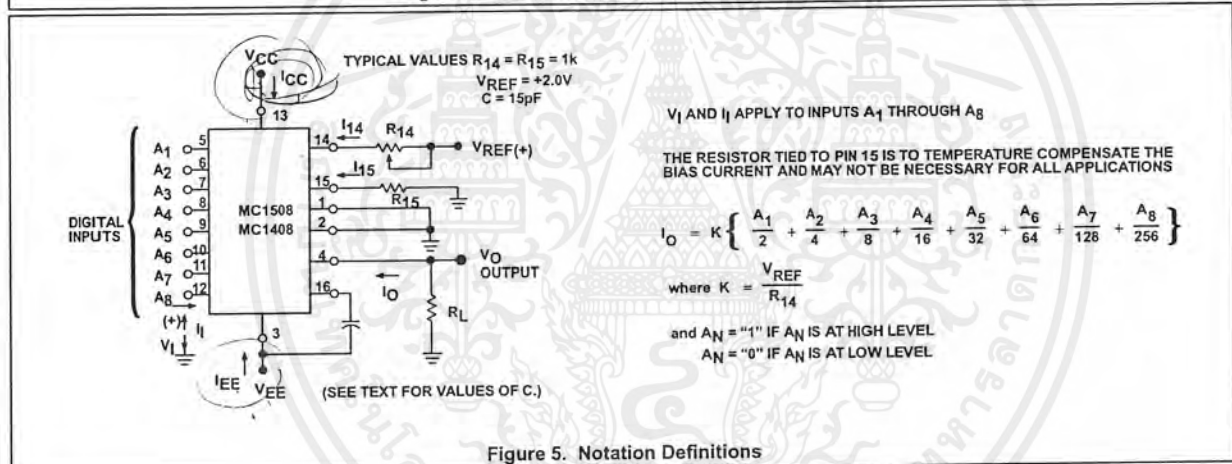 VCC
ICC
TYPICAL VALUES R14 = R15 = 1k
VREF = +2.0V
C = 15pF
13
DIGITAL INPUTS
A1 5
A2 6
A3 7
A4 8
A5 9
A6 10
A7 11
A8 12
(+)
VI
II
MC1508
MC1408
14
I14
R14
VREF(+)
15
I15
R15
1
2
4
VO
OUTPUT
IO
16
RL
3
IEE
VEE
(SEE TEXT FOR VALUES OF C.)
VI AND II APPLY TO INPUTS A1 THROUGH A8
THE RESISTOR TIED TO PIN 15 IS TO TEMPERATURE COMPENSATE THE
BIAS CURRENT AND MAY NOT BE NECESSARY FOR ALL APPLICATIONS
IO = K { A1/2 + A2/4 + A3/8 + A4/16 + A5/32 + A6/64 + A7/128 + A8/256 }
where K = VREF/R14
and AN = "1" IF AN IS AT HIGH LEVEL
AN = "0" IF AN IS AT LOW LEVEL
Figure 5. Notation Definitions